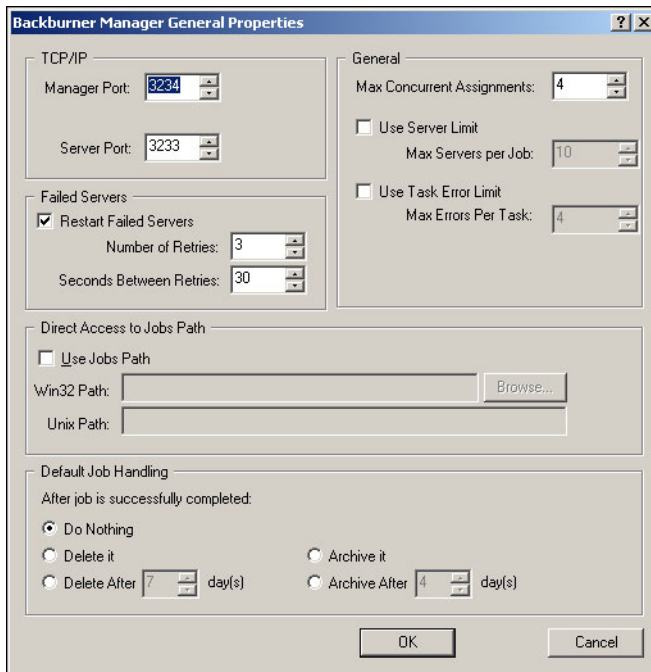 Backburner Manager General Properties
TCP/IP
Manager Port: 3234
Server Port: 3233
General
Max Concurrent Assignments: 4
Use Server Limit
Max Servers per Job: 10
Use Task Error Limit
Max Errors Per Task: 4
Failed Servers
Restart Failed Servers
Number of Retries: 3
Seconds Between Retries: 30
Direct Access to Jobs Path
Use Jobs Path
Win32 Path: Browse...
Unix Path:
Default Job Handling
After job is successfully completed:
Do Nothing
Delete it Archive it
Delete After 7 day(s) Archive After 4 day(s)
OK Cancel